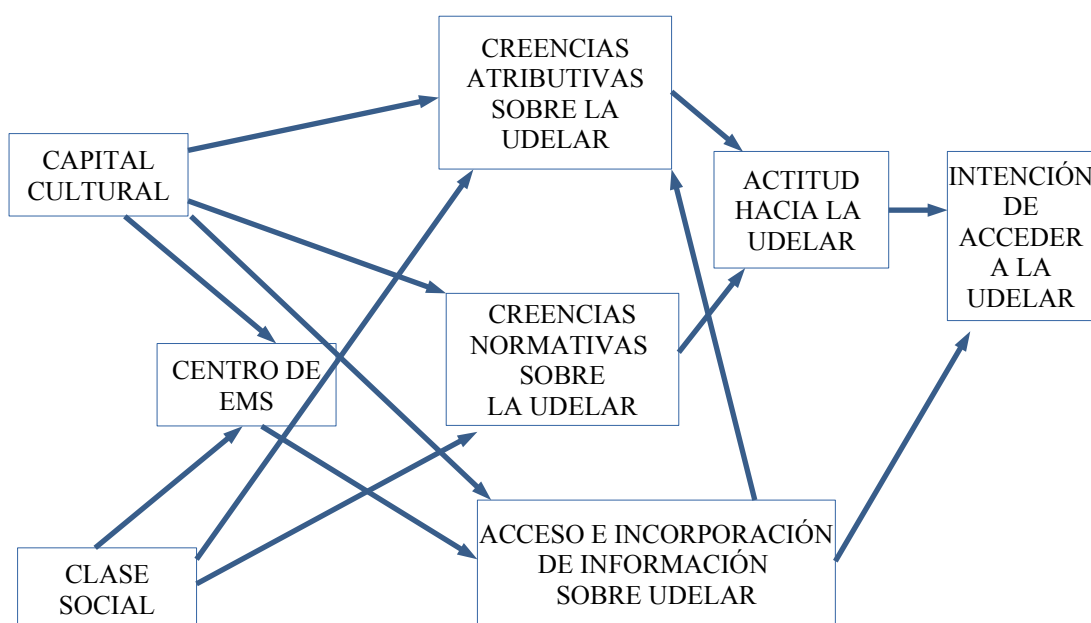 CREENCIAS
ATRIBUTIVAS
SOBRE LA
UDELAR
CAPITAL
CULTURAL
ACTITUD
HACIA LA
UDELAR
INTENCIÓN
DE
ACCEDER
A LA
UDELAR
CREENCIAS
NORMATIVAS
SOBRE
LA UDELAR
CENTRO DE
EMS
ACCESO E INCORPORACIÓN
DE INFORMACIÓN
SOBRE UDELAR
CLASE
SOCIAL